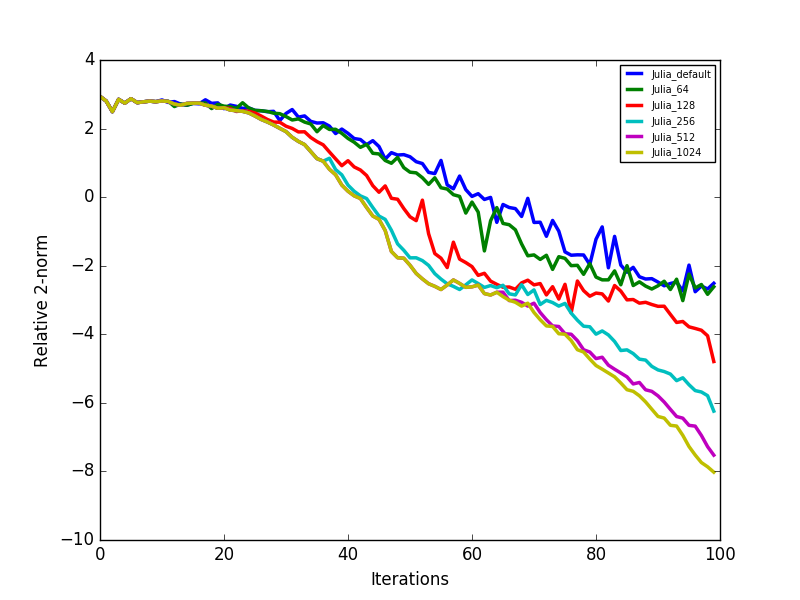 4
2
0
−2
−4
−6
−8
−10
0 20 40 60 80 100
Relative 2-norm
Iterations
Julia_default
Julia_64
Julia_128
Julia_256
Julia_512
Julia_1024